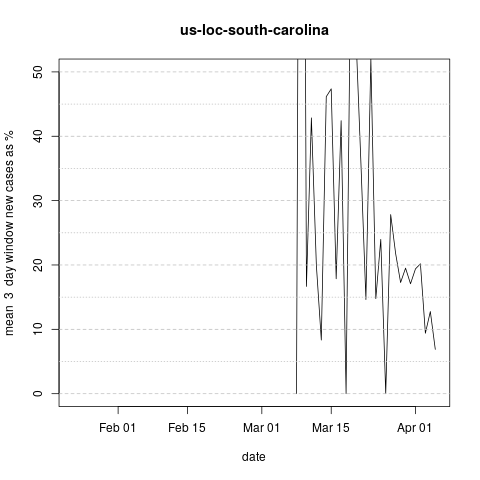 us-loc-south-carolina
mean  3  day window new cases as %
50
40
30
20
10
0
Feb 01 Feb 15 Mar 01 Mar 15 Apr 01
date